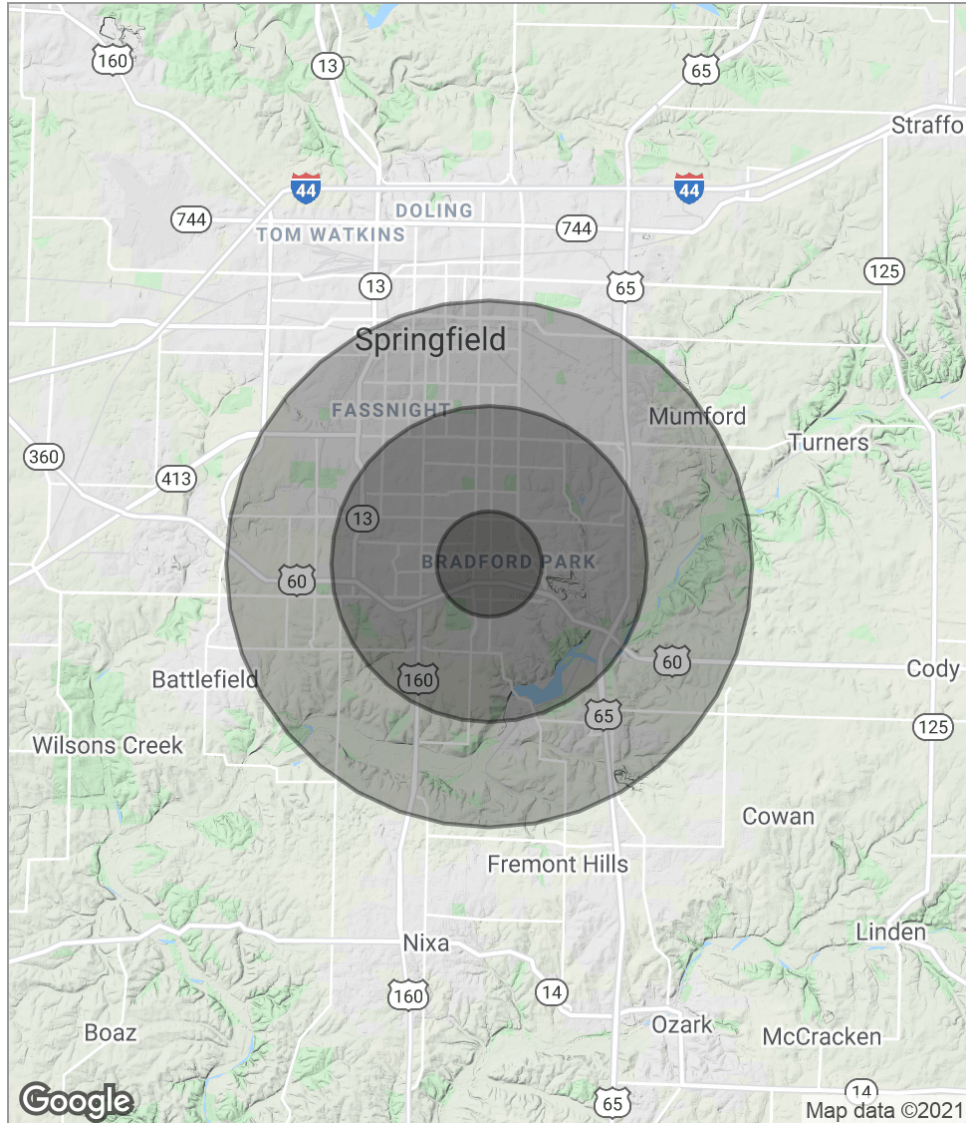 160
13
65
Straffo
44
44
DOLING
744
744
TOM WATKINS
125
13
65
Springfield
FASSNIGHT
Mumford
Turners
360
413
13
BRADFORD PARK
60
60
Cody
160
Battlefield
65
125
Wilsons Creek
Cowan
Fremont Hills
Linden
Nixa
160
14
Ozark
Boaz
McCracken
14
65
Google
Map data ©2021